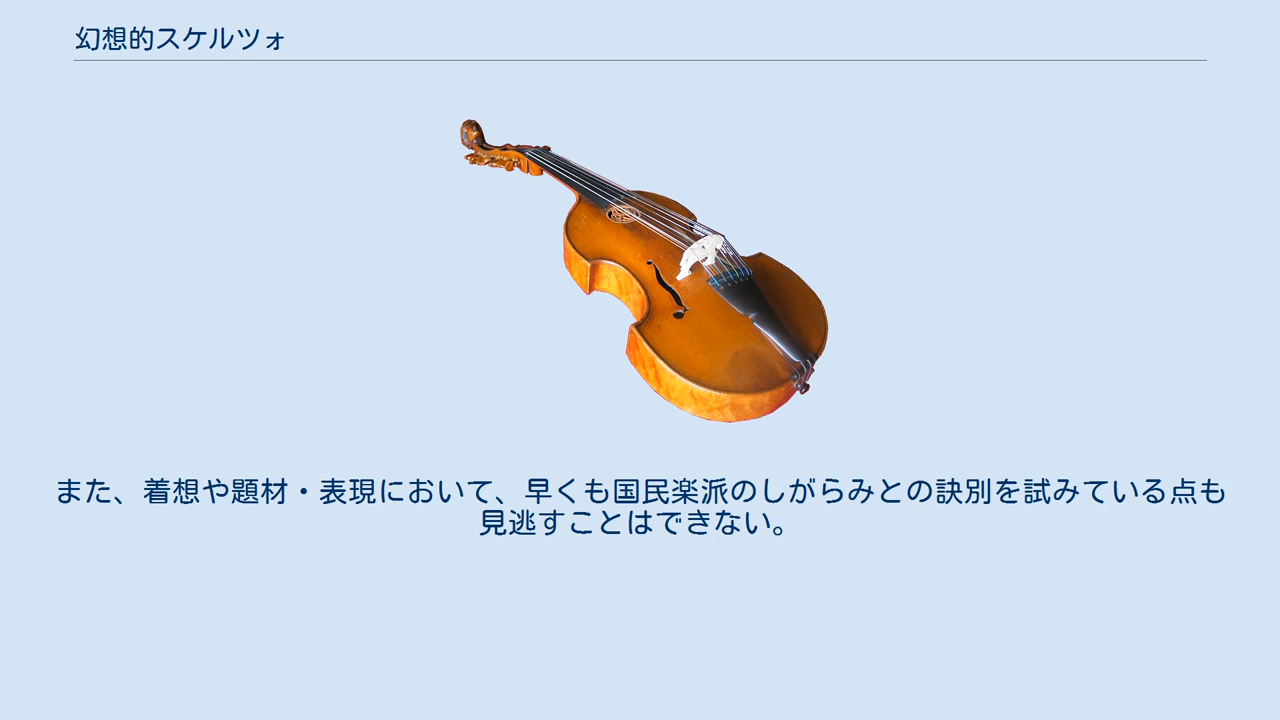 幻想的スケルツォ
また、着想や題材・表現において、早くも国民楽派のしがらみとの訣別を試みている点も
見逃すことはできない。